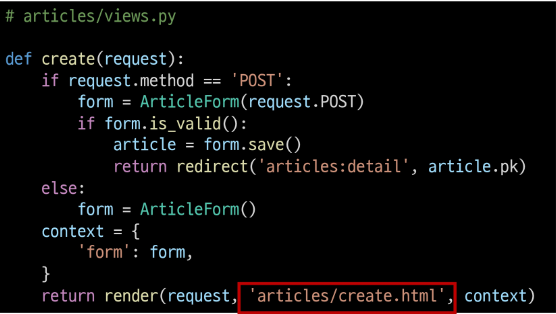 # articles/views.py
def create(request):
if request.method == 'POST':
form = ArticleForm(request.POST)
if form.is_valid():
article = form.save()
return redirect('articles:detail', article.pk)
else:
form = ArticleForm()
context = {
'form': form,
}
return render(request, 'articles/create.html', context)